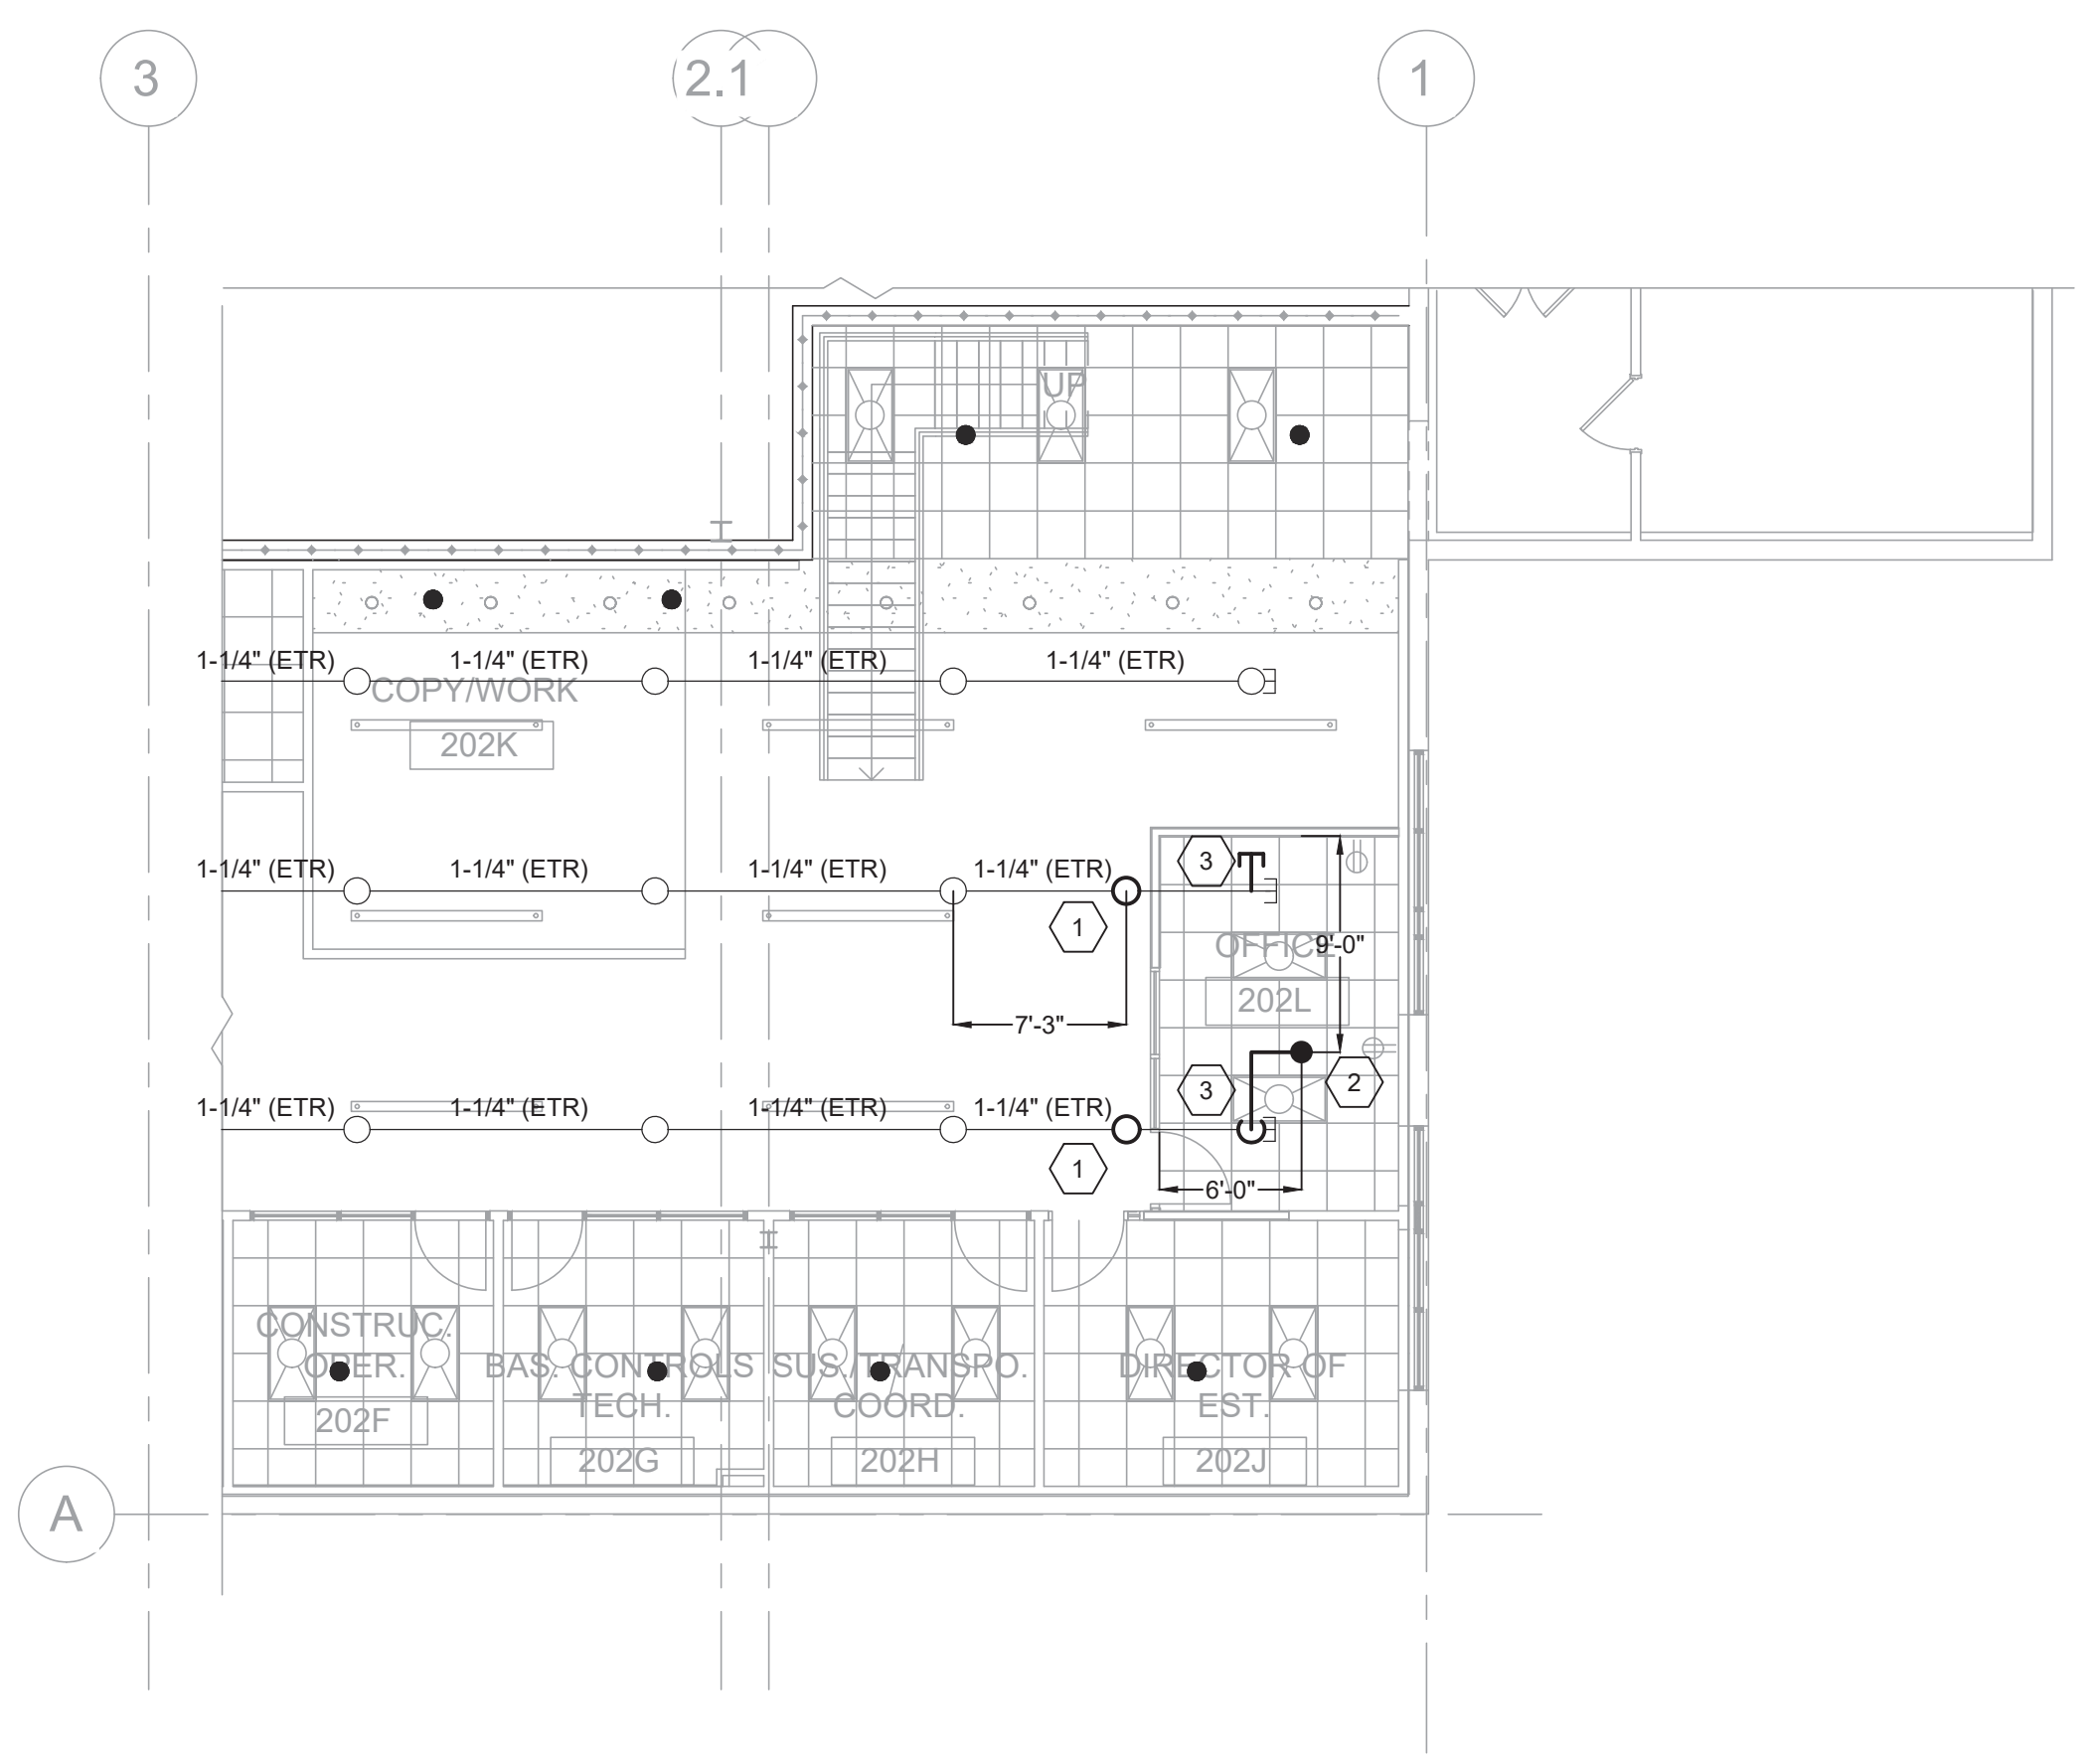 3
2.1
1
UP
1-1/4" (ETR)
1-1/4" (ETR)
1-1/4" (ETR)
1-1/4" (ETR)
COPY/WORK
202K
1-1/4" (ETR)
1-1/4" (ETR)
1-1/4" (ETR)
1-1/4" (ETR)
3
1
OFFICE
9'-0"
202L
7'-3"
3
2
1-1/4" (ETR)
1-1/4" (ETR)
1-1/4" (ETR)
1-1/4" (ETR)
1
6'-0"
CONSTRUC.
OPER.
202F
BAS. CONTROLS
TECH.
202G
SUS./TRANSPO.
COORD.
202H
DIRECTOR OF
EST.
202J
A